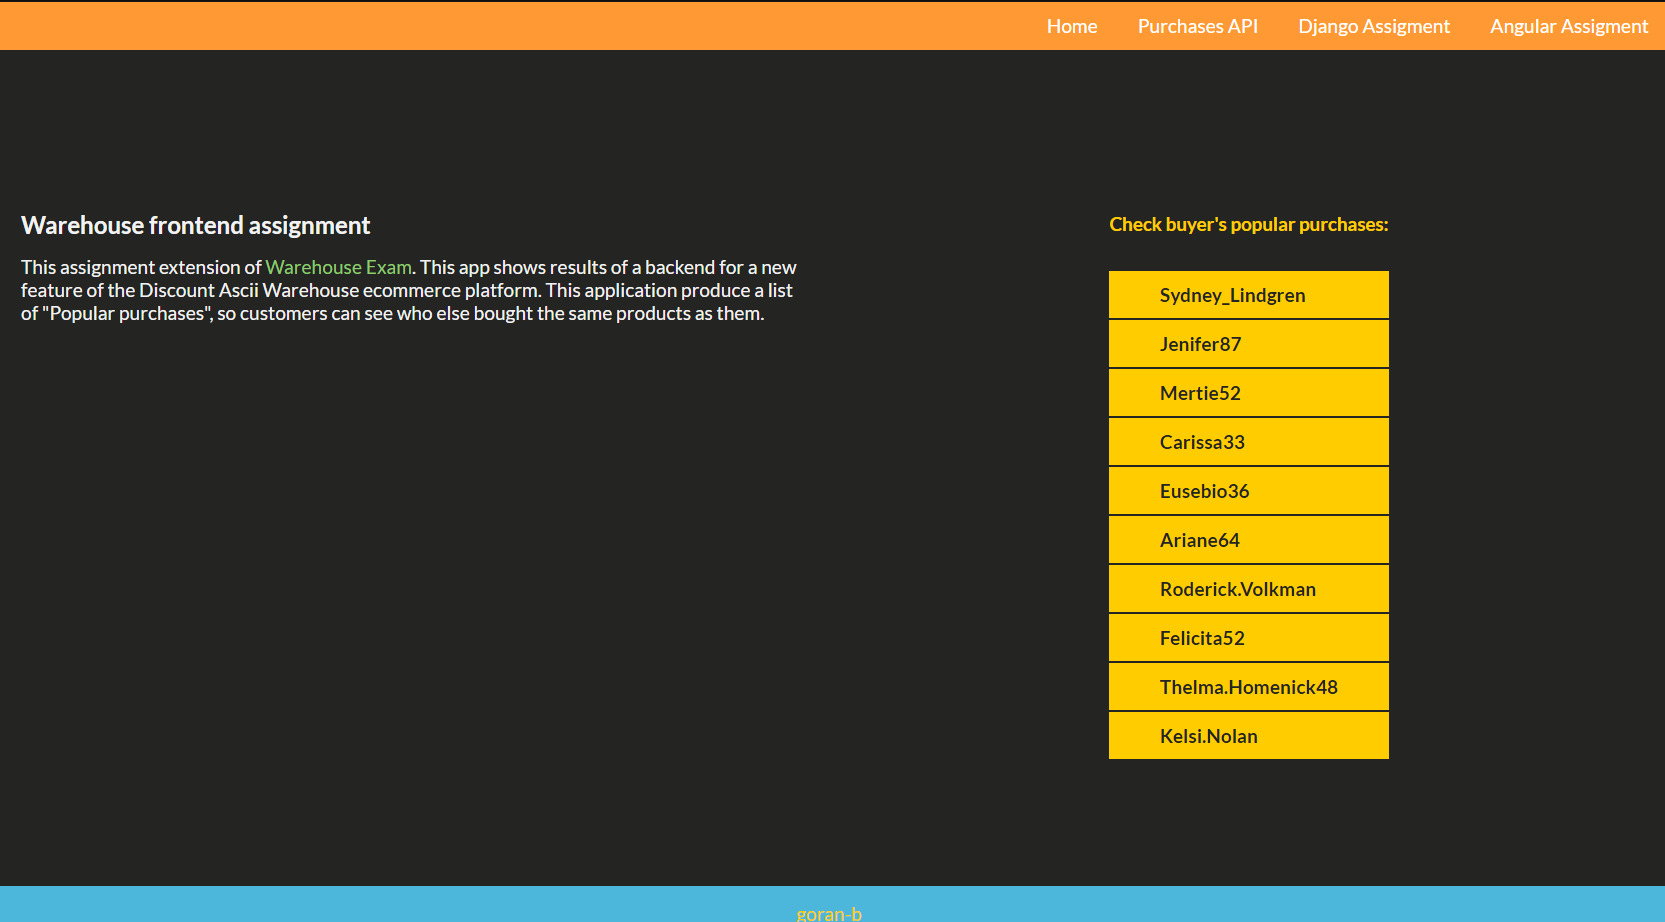 Home Purchases API Django Assigment Angular Assigment
Warehouse frontend assignment
This assignment extension of Warehouse Exam. This app shows results of a backend for a new
feature of the Discount Ascii Warehouse ecommerce platform. This application produce a list
of "Popular purchases", so customers can see who else bought the same products as them.
Check buyer's popular purchases:
Sydney_Lindgren
Jenifer87
Mertie52
Carissa33
Eusebio36
Ariane64
Roderick.Volkman
Felicita52
Thelma.Homenick48
Kelsi.Nolan
goran-b